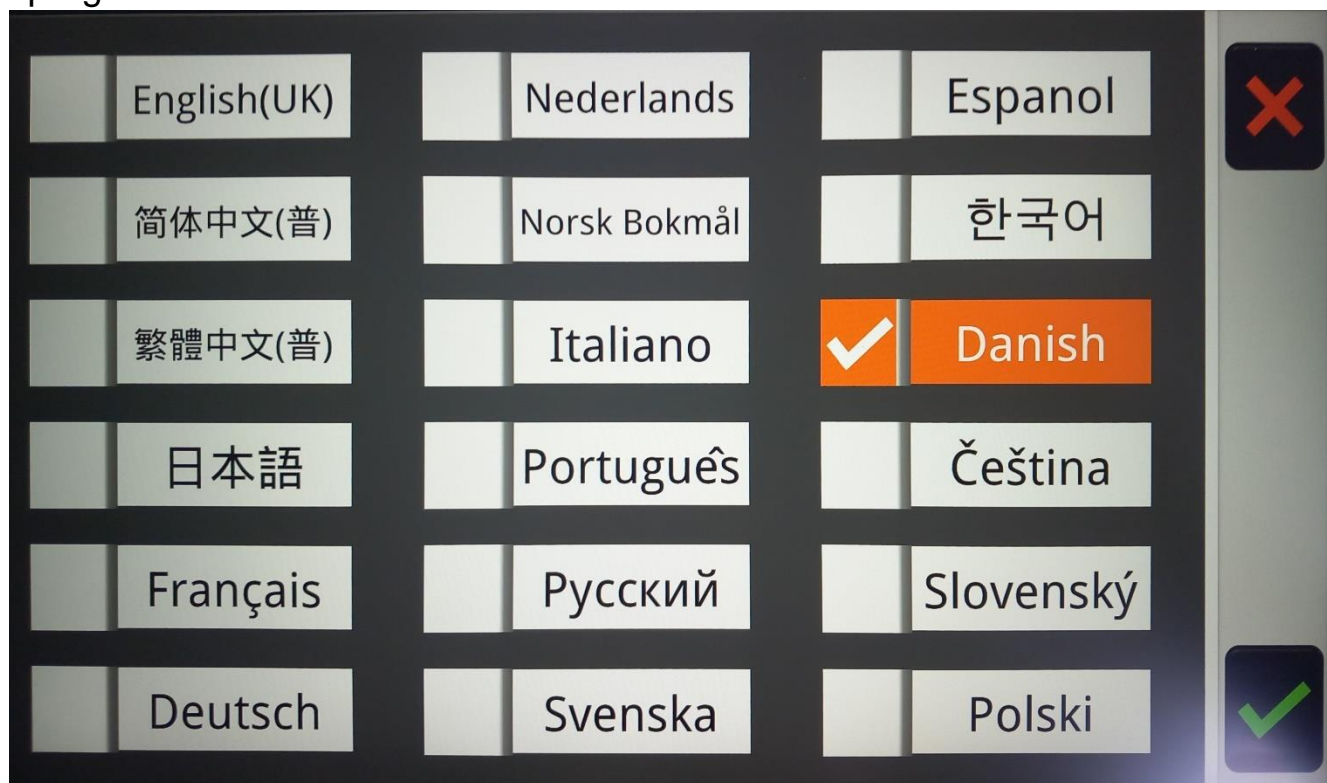 English(UK) Nederlands Espanol
简体中文(普) Norsk Bokmål 한국어
繁體中文(普) Italiano Danish
日本語 Português Čeština
Français Русский Slovenský
Deutsch Svenska Polski